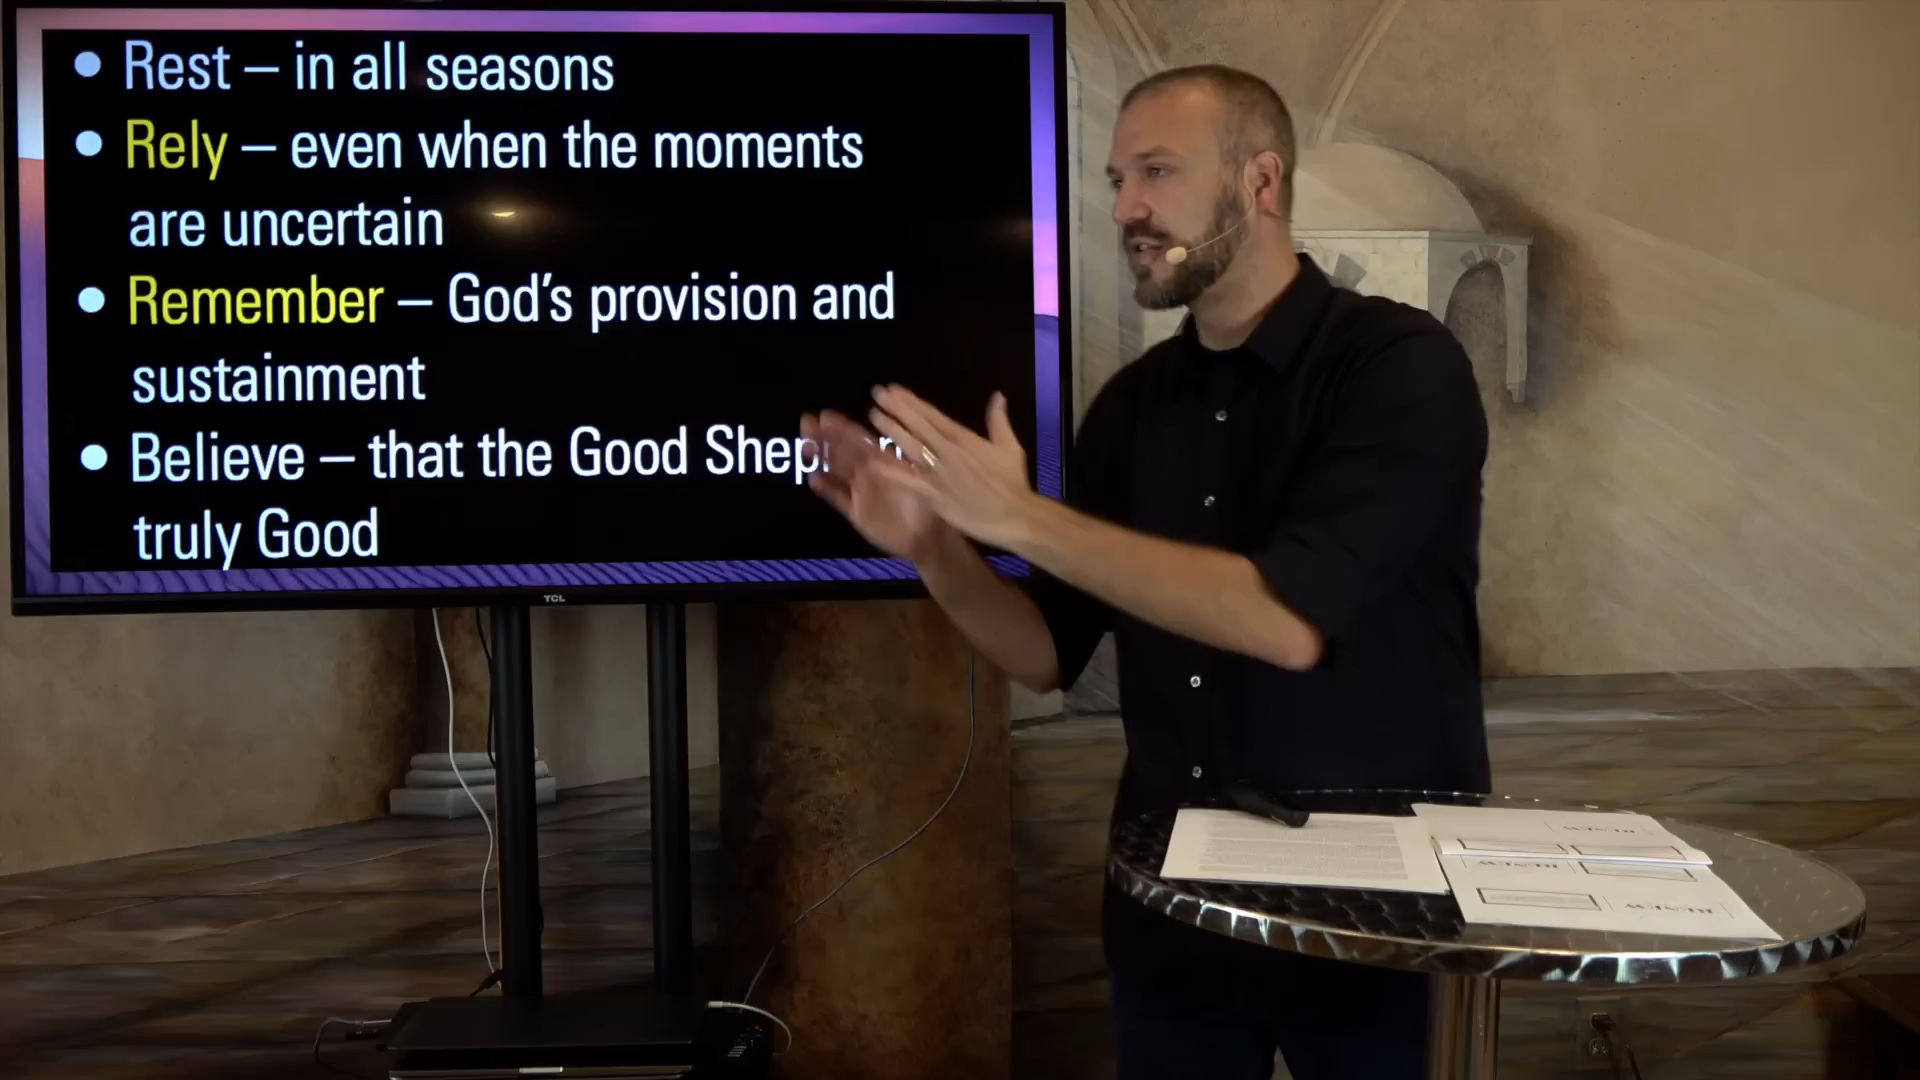 • Rest – in all seasons
• Rely – even when the moments
are uncertain
• Remember – God's provision and
sustainment
• Believe – that the Good
truly Good
TCL